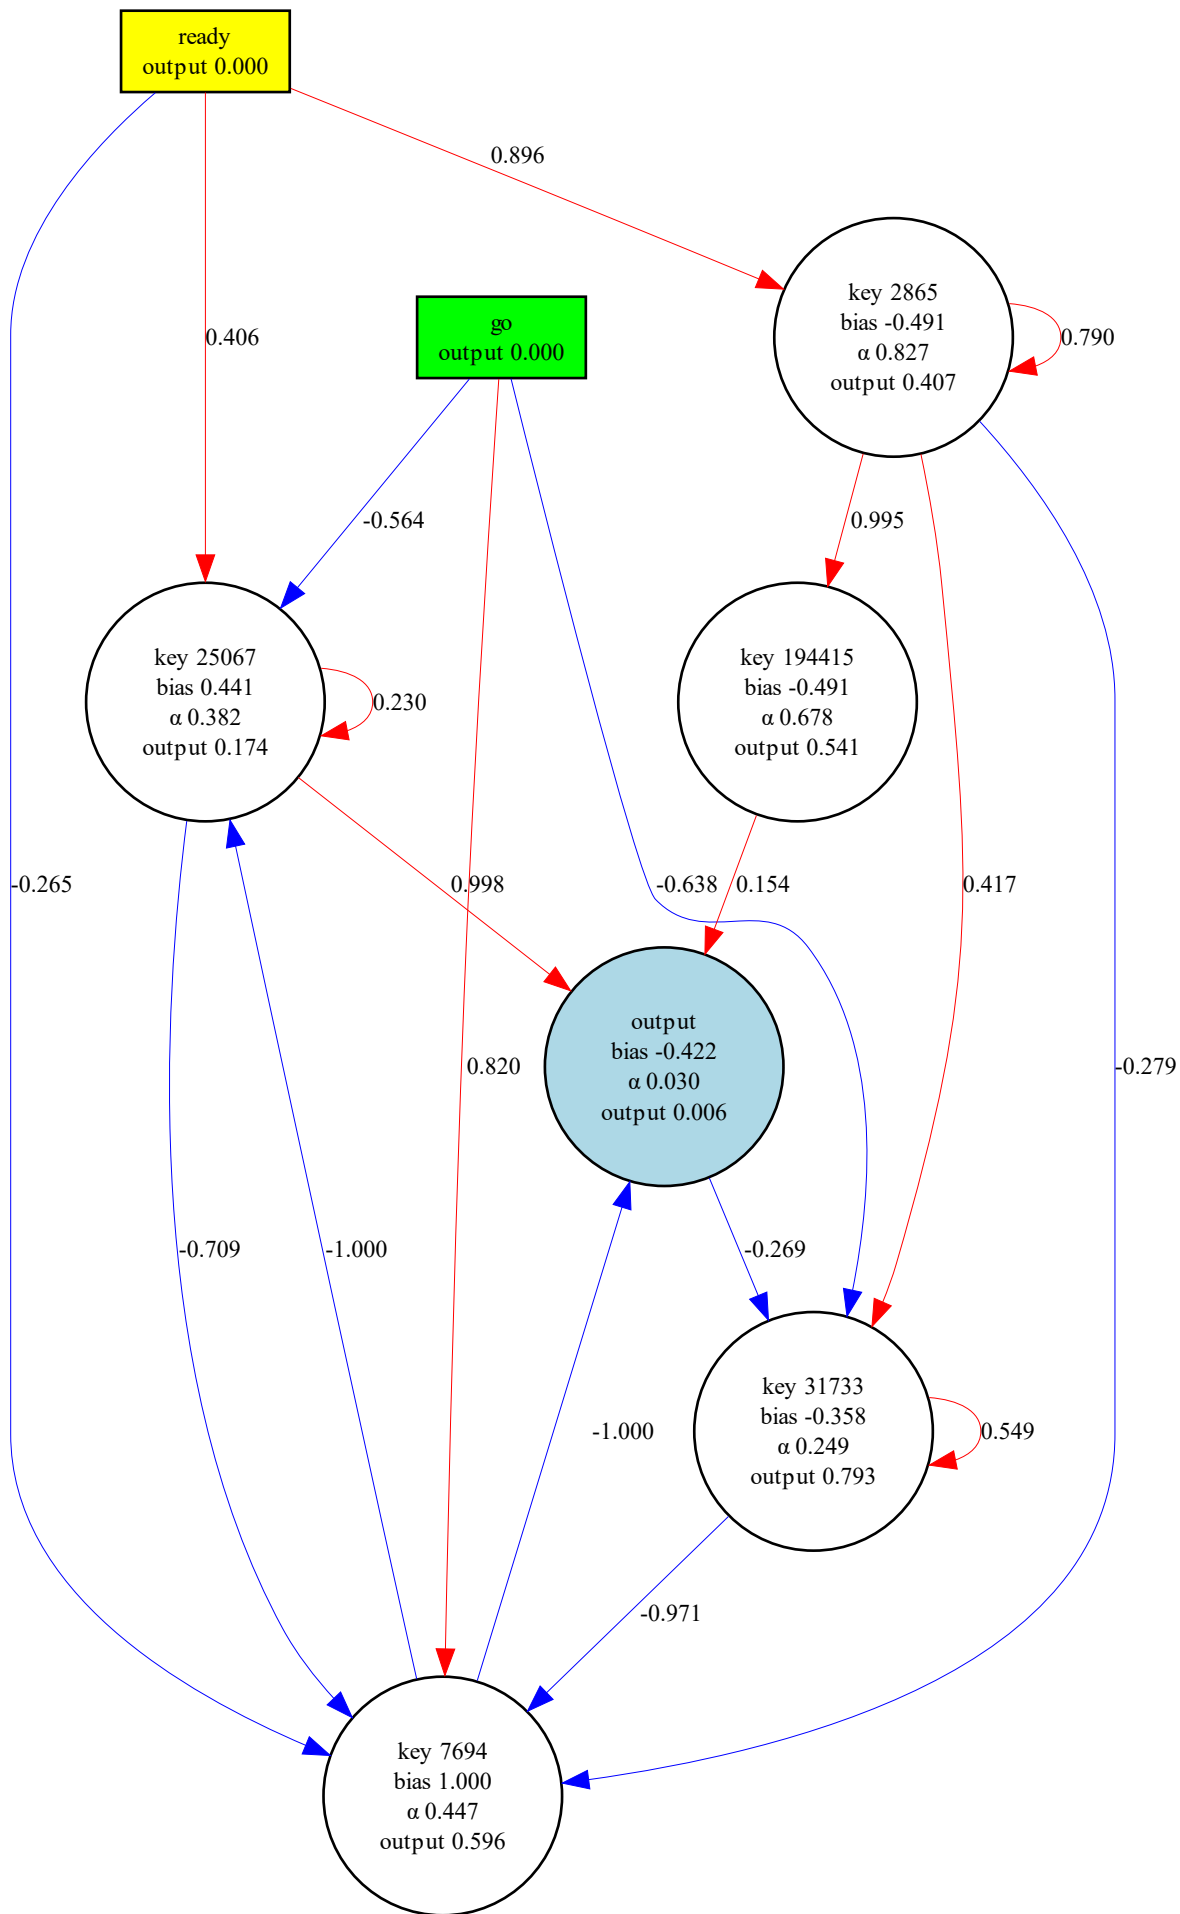 ready
output 0.000
0.896
key 2865
bias -0.491
α 0.827
output 0.407
0.790
go
output 0.000
0.406
-0.564
0.995
key 25067
bias 0.441
α 0.382
output 0.174
0.230
key 194415
bias -0.491
α 0.678
output 0.541
-0.265
0.998
-0.638
0.154
0.417
output
bias -0.422
α 0.030
output 0.006
0.820
-0.279
-0.709
-1.000
-0.269
-1.000
key 31733
bias -0.358
α 0.249
output 0.793
0.549
-0.971
key 7694
bias 1.000
α 0.447
output 0.596